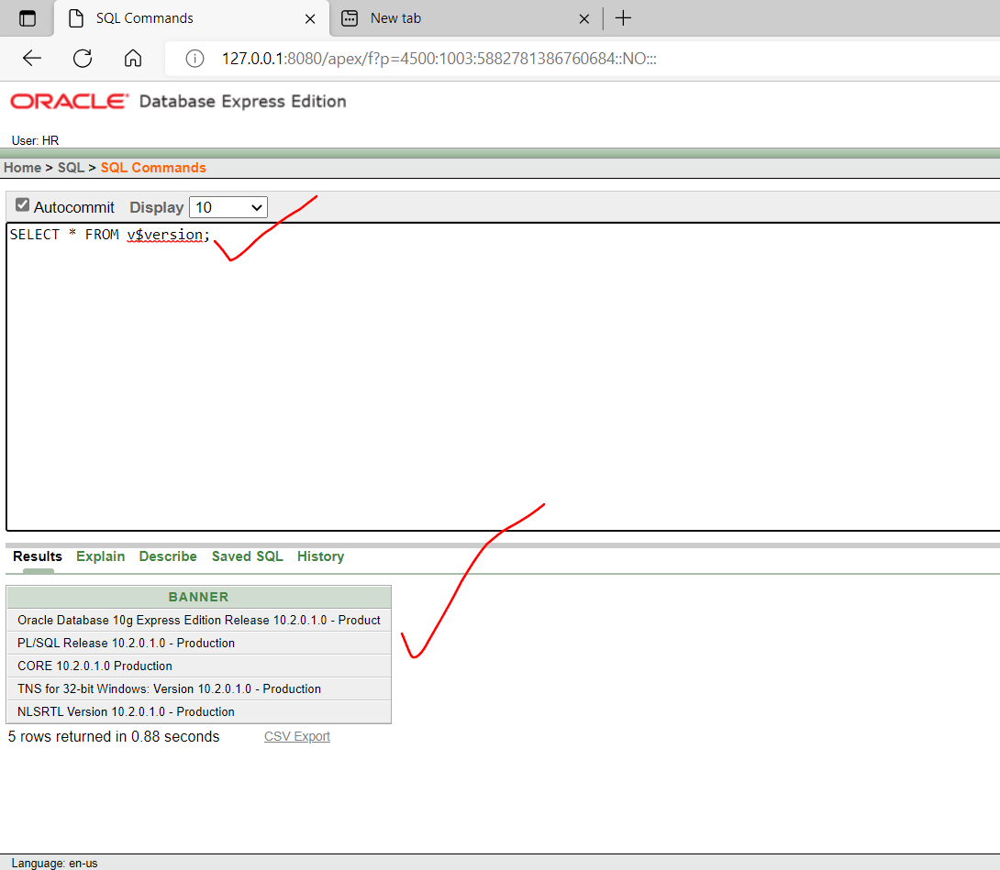 SQL Commands
New tab
127.0.0.1:8080/apex/f?p=4500:1003:5882781386760684::NO:::
ORACLE Database Express Edition
User: HR
Home > SQL > SQL Commands
Autocommit Display 10
SELECT * FROM v$version;
Results Explain Describe Saved SQL History
BANNER
Oracle Database 10g Express Edition Release 10.2.0.1.0 - Product
PL/SQL Release 10.2.0.1.0 - Production
CORE 10.2.0.1.0 Production
TNS for 32-bit Windows: Version 10.2.0.1.0 - Production
NLSRTL Version 10.2.0.1.0 - Production
5 rows returned in 0.88 seconds CSV Export
Language: en-us